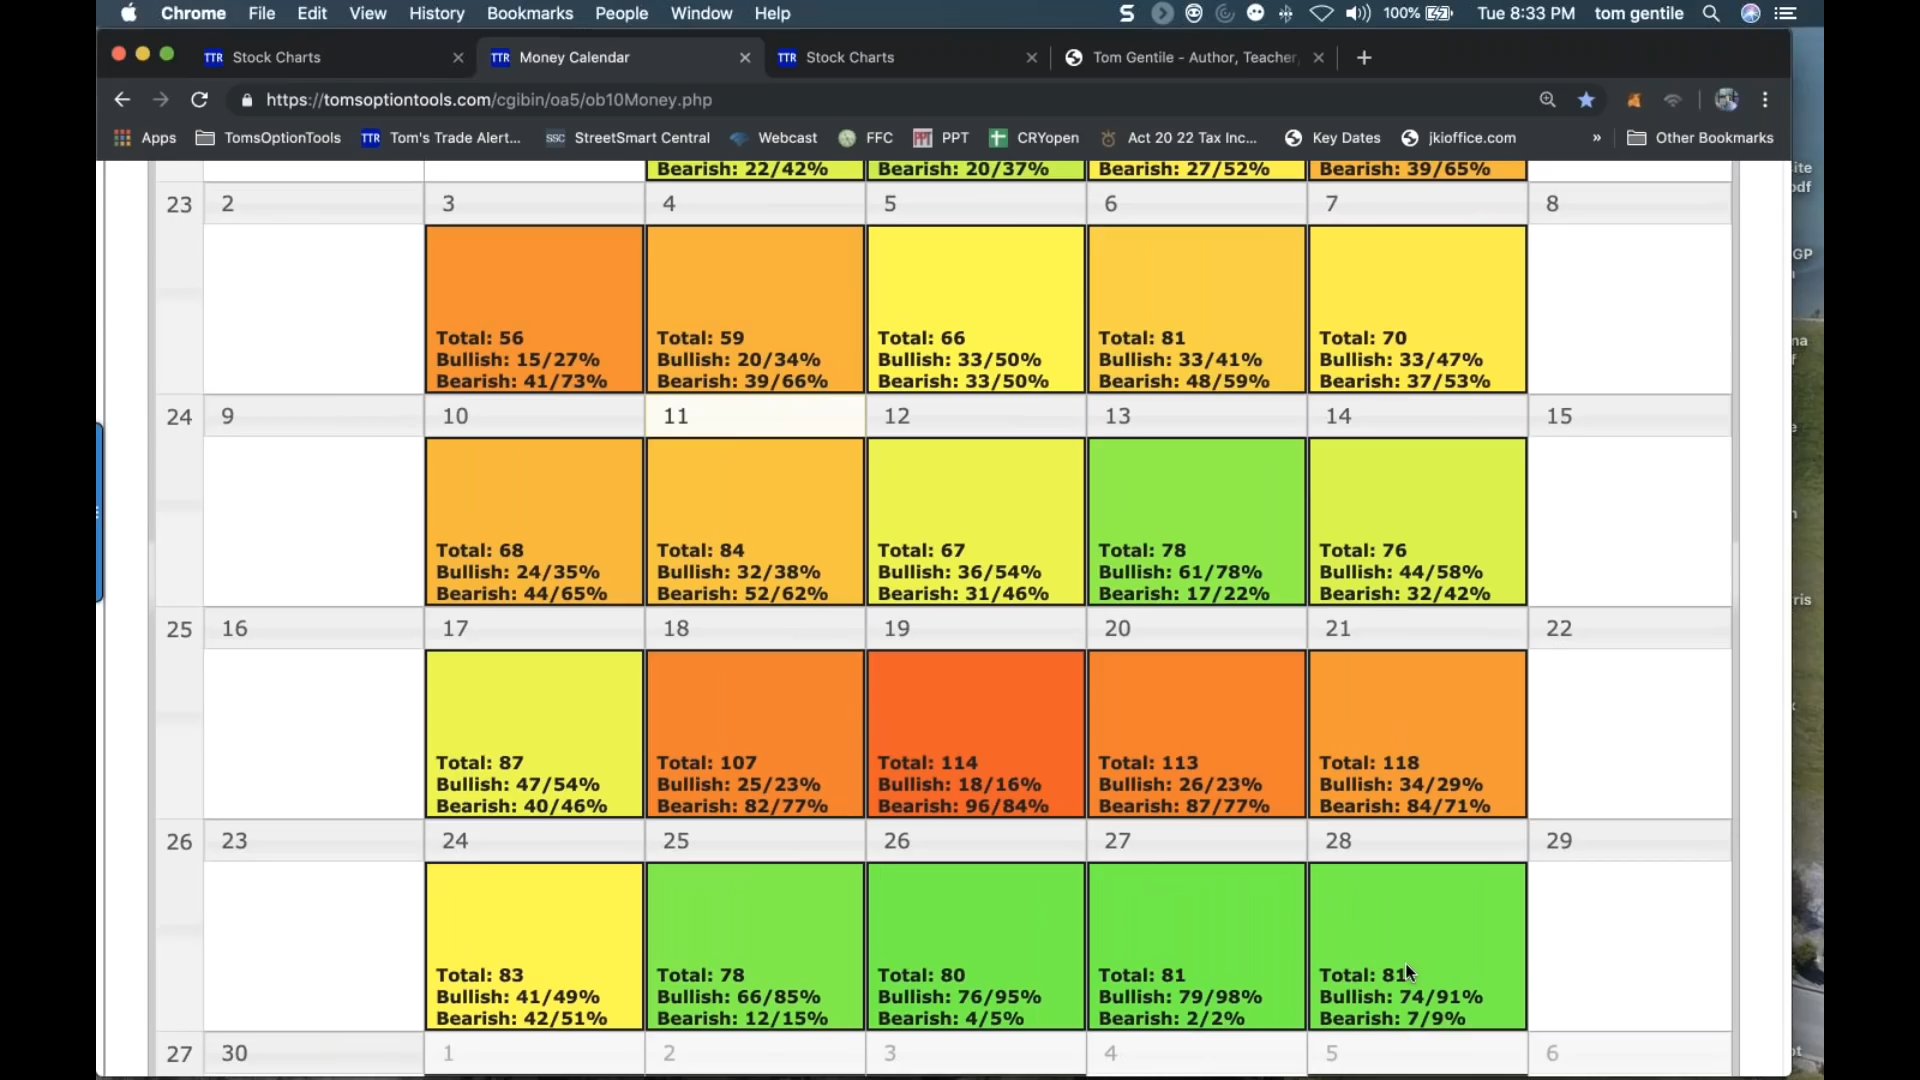 Chrome File Edit View History Bookmarks People Window Help 100% Tue 8:33 PM tom gentile
TTR Stock Charts TTR Money Calendar TTR Stock Charts Tom Gentile - Author, Teacher,
https://tomsoptiontools.com/cgibin/oa5/ob10Money.php
Apps TomsOptionTools TTR Tom's Trade Alert... SSC StreetSmart Central Webcast FFC PPT CRYopen Act 20 22 Tax Inc... Key Dates jkioffice.com » Other Bookmarks
Bearish: 22/42% Bearish: 20/37% Bearish: 27/52% Bearish: 39/65%
23 2 3 4 5 6 7 8
Total: 56 Total: 59 Total: 66 Total: 81 Total: 70
Bullish: 15/27% Bullish: 20/34% Bullish: 33/50% Bullish: 33/41% Bullish: 33/47%
Bearish: 41/73% Bearish: 39/66% Bearish: 33/50% Bearish: 48/59% Bearish: 37/53%
24 9 10 11 12 13 14 15
Total: 68 Total: 84 Total: 67 Total: 78 Total: 76
Bullish: 24/35% Bullish: 32/38% Bullish: 36/54% Bullish: 61/78% Bullish: 44/58%
Bearish: 44/65% Bearish: 52/62% Bearish: 31/46% Bearish: 17/22% Bearish: 32/42%
25 16 17 18 19 20 21 22
Total: 87 Total: 107 Total: 114 Total: 113 Total: 118
Bullish: 47/54% Bullish: 25/23% Bullish: 18/16% Bullish: 26/23% Bullish: 34/29%
Bearish: 40/46% Bearish: 82/77% Bearish: 96/84% Bearish: 87/77% Bearish: 84/71%
26 23 24 25 26 27 28 29
Total: 83 Total: 78 Total: 80 Total: 81 Total: 81
Bullish: 41/49% Bullish: 66/85% Bullish: 76/95% Bullish: 79/98% Bullish: 74/91%
Bearish: 42/51% Bearish: 12/15% Bearish: 4/5% Bearish: 2/2% Bearish: 7/9%
27 30 1 2 3 4 5 6